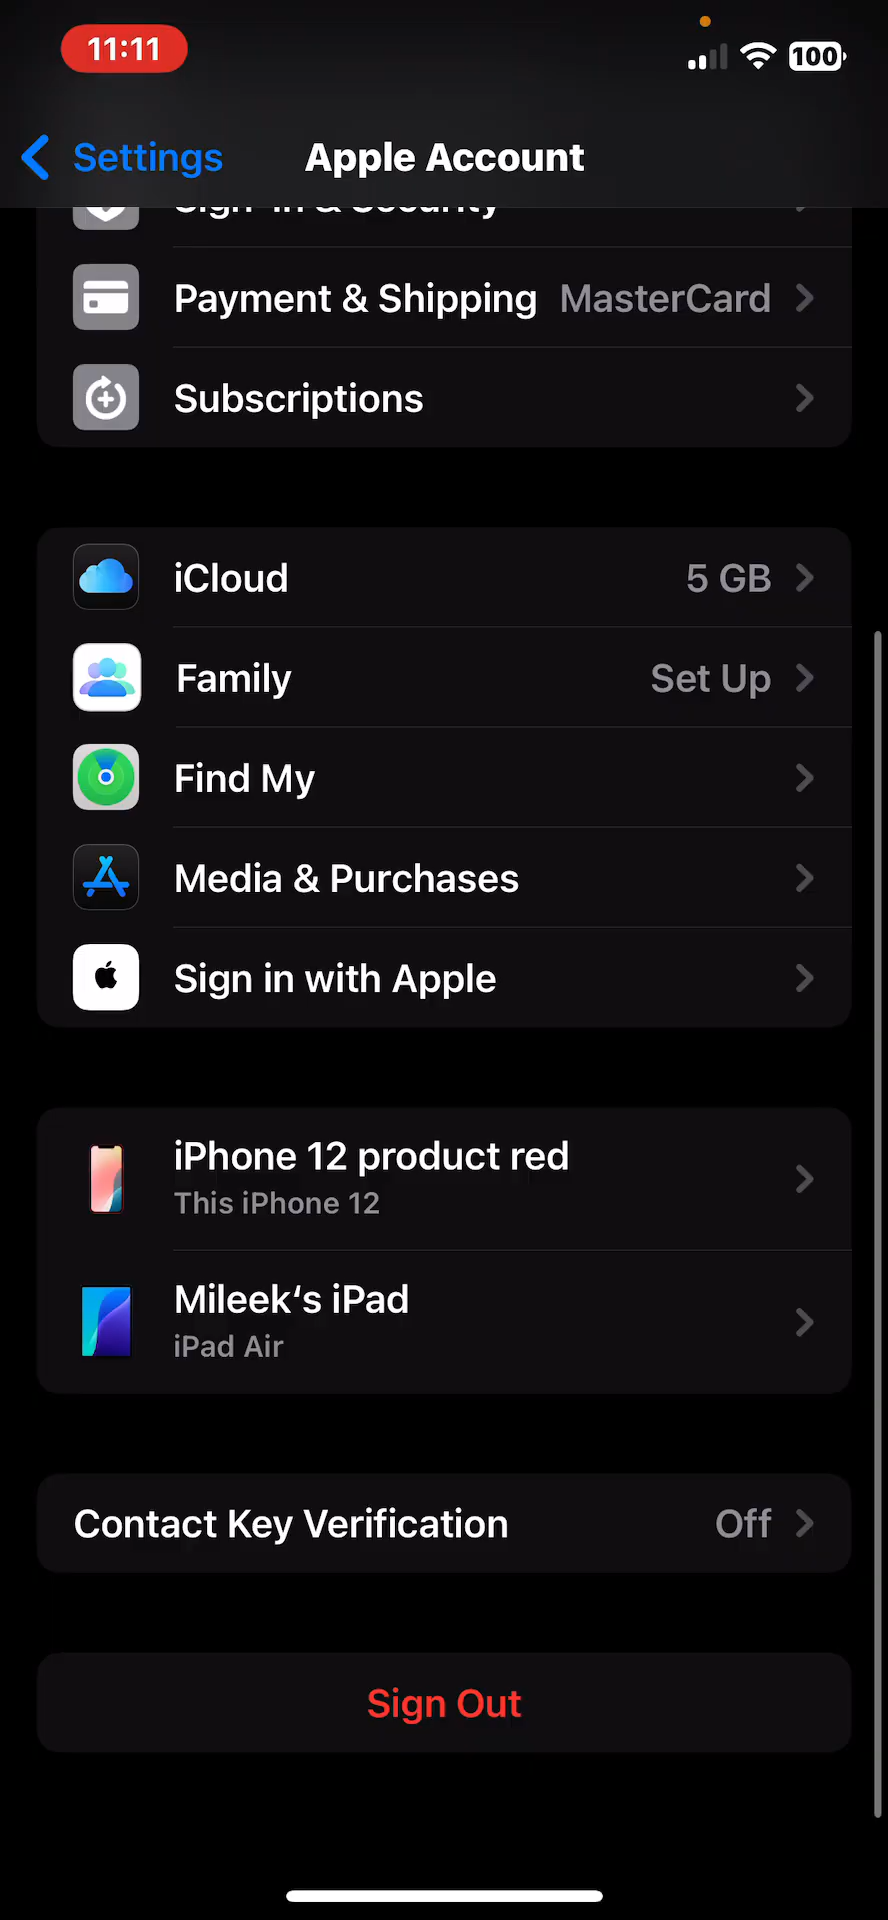 11:11
100
Settings
Apple Account
Sign-in & Security
Payment & Shipping MasterCard
Subscriptions
iCloud 5 GB
Family Set Up
Find My
Media & Purchases
Sign in with Apple
iPhone 12 product red
This iPhone 12
Mileek‘s iPad
iPad Air
Contact Key Verification Off
Sign Out